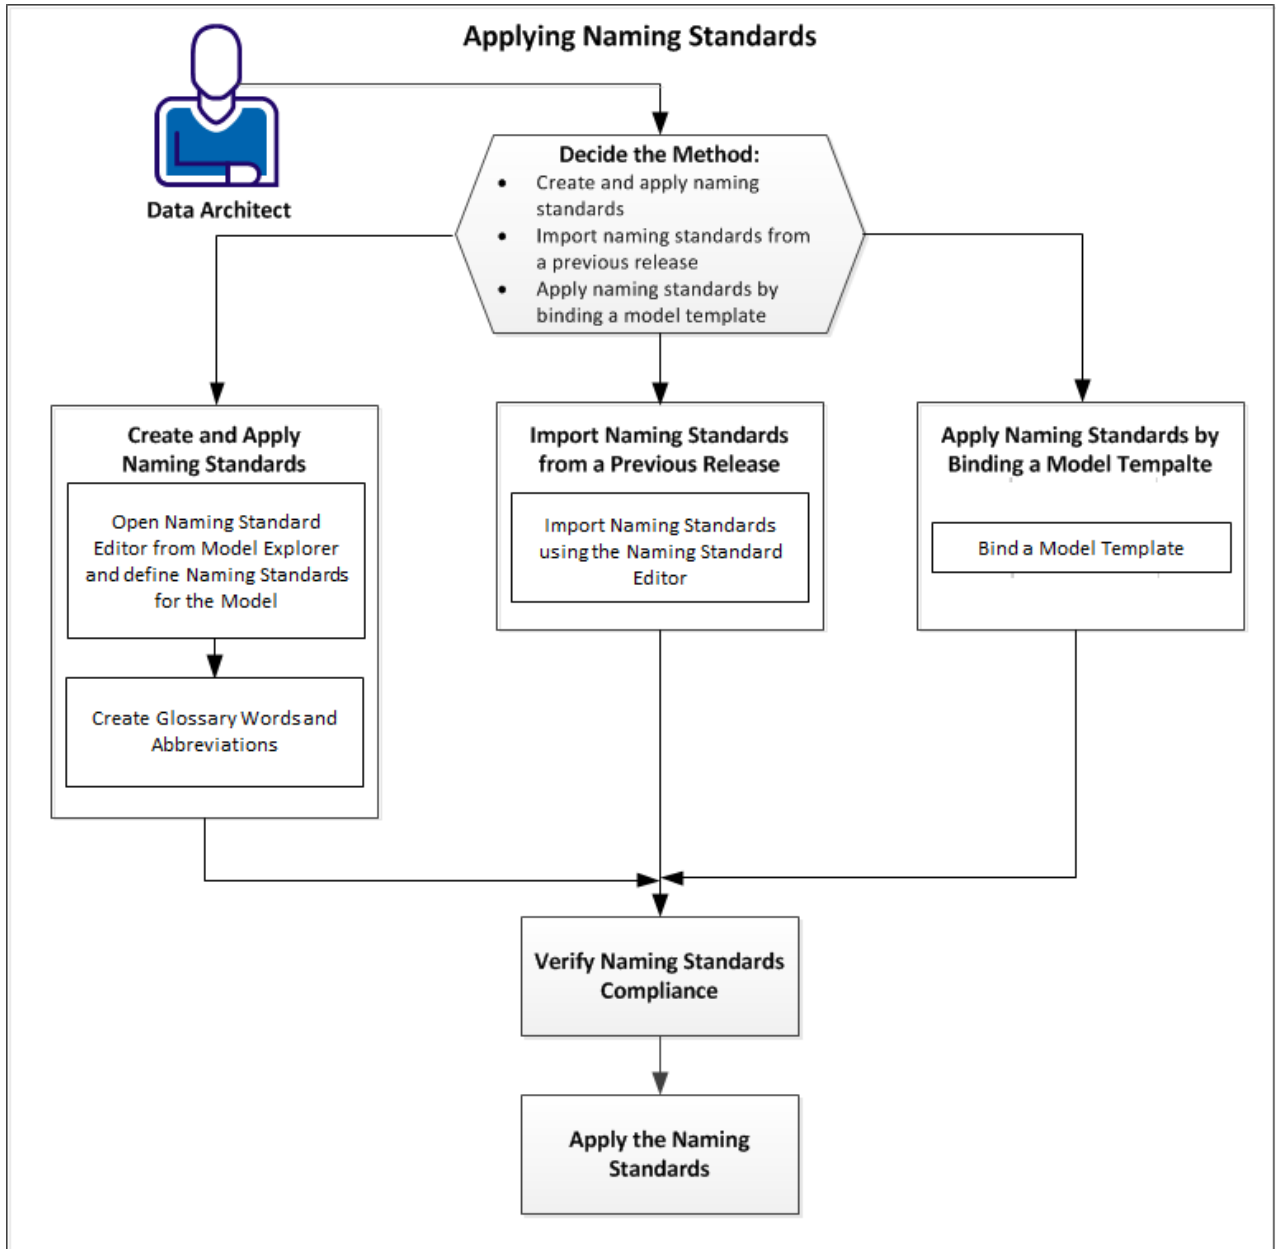 Applying Naming Standards
Data Architect
Decide the Method:
• Create and apply naming
standards
• Import naming standards from
a previous release
• Apply naming standards by
binding a model template
Create and Apply
Naming Standards
Open Naming Standard
Editor from Model Explorer
and define Naming Standards
for the Model
Create Glossary Words and
Abbreviations
Import Naming Standards
from a Previous Release
Import Naming Standards
using the Naming Standard
Editor
Apply Naming Standards by
Binding a Model Tempalte
Bind a Model Template
Verify Naming Standards
Compliance
Apply the Naming
Standards